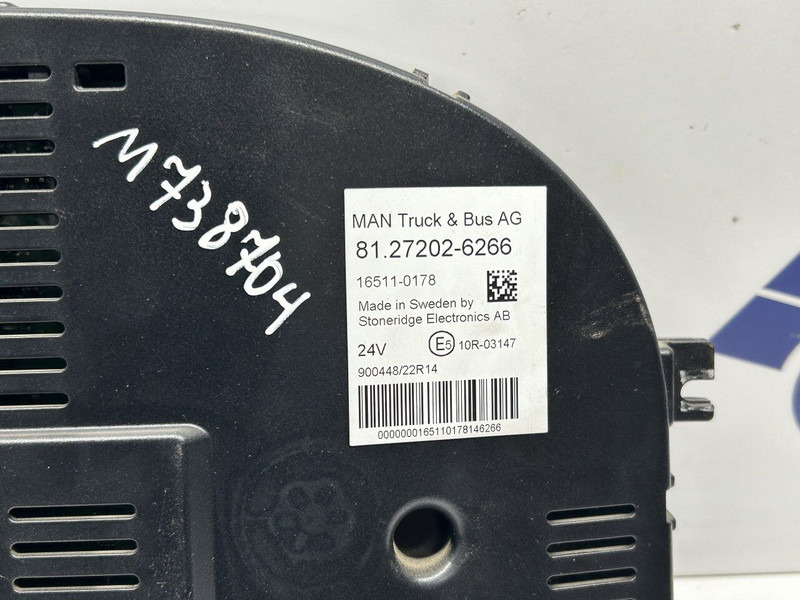 M738704
MAN Truck & Bus AG
81.27202-6266
16511-0178
Made in Sweden by
Stoneridge Electronics AB
24V E5 10R-03147
900448/22R14
0000000165110178146266